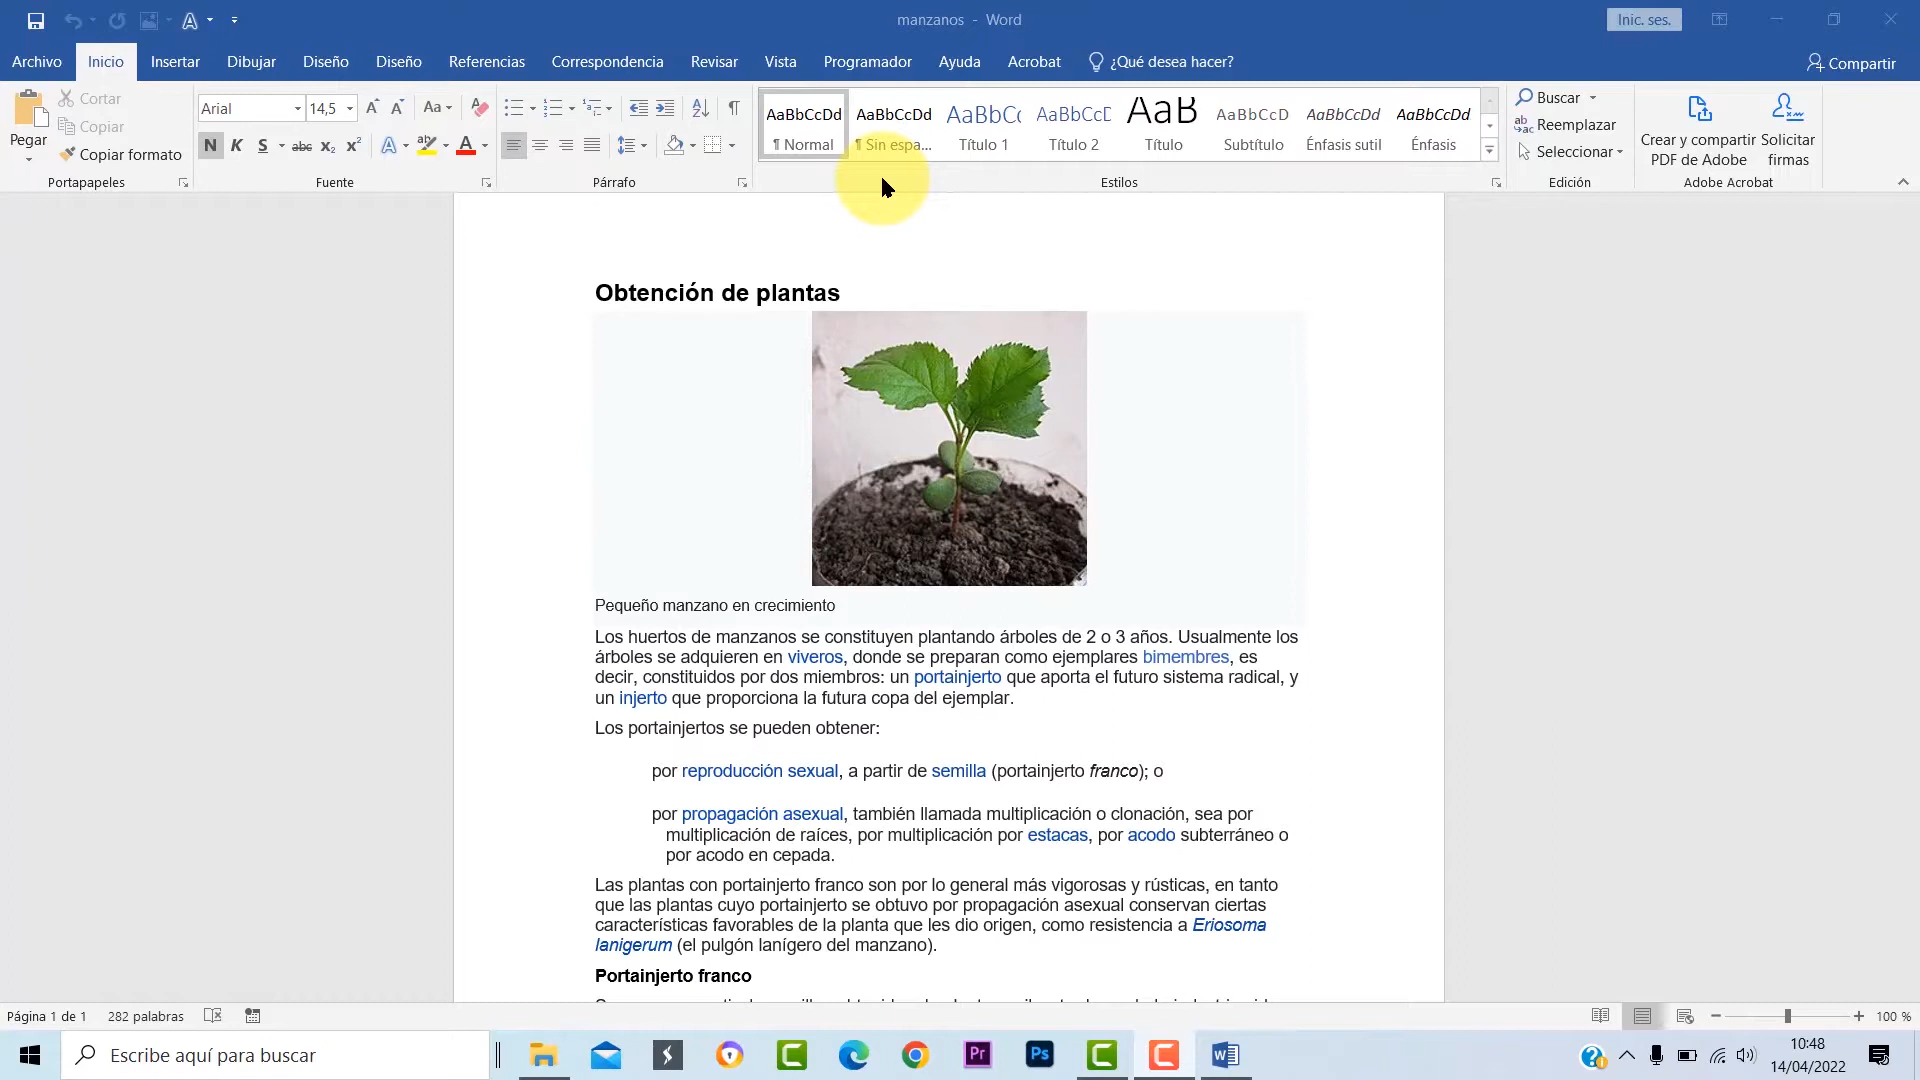 manzanos - Word
Inic. ses.
Archivo Inicio Insertar Dibujar Diseño Diseño Referencias Correspondencia Revisar Vista Programador Ayuda Acrobat ¿Qué desea hacer? Compartir
Pegar
Cortar
Copiar
Copiar formato
Portapapeles
Arial 14,5
Aa
N K S abc x₂ x²
Fuente
Párrafo
AaBbCcDd AaBbCcDd AaBbCc AaBbCcD AaB AaBbCcD AaBbCcDd AaBbCcDd
¶ Normal ¶ Sin espa... Título 1 Título 2 Título Subtítulo Énfasis sutil Énfasis
Estilos
Buscar
Reemplazar
Seleccionar
Edición
Crear y compartir PDF de Adobe
Solicitar firmas
Adobe Acrobat
Obtención de plantas
Pequeño manzano en crecimiento
Los huertos de manzanos se constituyen plantando árboles de 2 o 3 años. Usualmente los
árboles se adquieren en viveros, donde se preparan como ejemplares bimembres, es
decir, constituidos por dos miembros: un portainjerto que aporta el futuro sistema radical, y
un injerto que proporciona la futura copa del ejemplar.
Los portainjertos se pueden obtener:
por reproducción sexual, a partir de semilla (portainjerto franco); o
por propagación asexual, también llamada multiplicación o clonación, sea por
multiplicación de raíces, por multiplicación por estacas, por acodo subterráneo o
por acodo en cepada.
Las plantas con portainjerto franco son por lo general más vigorosas y rústicas, en tanto
que las plantas cuyo portainjerto se obtuvo por propagación asexual conservan ciertas
características favorables de la planta que les dio origen, como resistencia a Eriosoma
lanigerum (el pulgón lanígero del manzano).
Portainjerto franco
Página 1 de 1 282 palabras 100 %
Escribe aquí para buscar
Pr Ps
10:48
14/04/2022